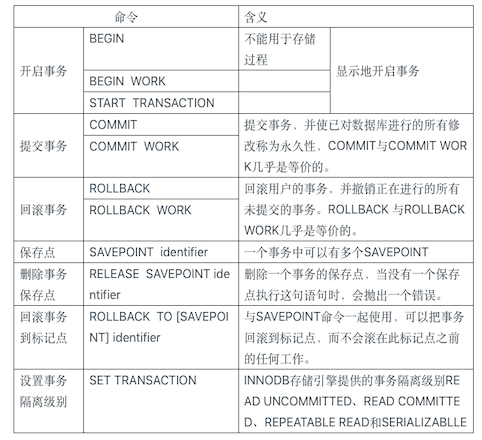 命令 含义
开启事务
BEGIN
不能用于存储
过程
显示地开启事务
BEGIN WORK
START TRANSACTION
提交事务
COMMIT
COMMIT WORK
提交事务，并使已对数据库进行的所有修
改称为永久性，COMMIT与COMMIT WOR
K几乎是等价的。
回滚事务
ROLLBACK
ROLLBACK WORK
回滚用户的事务，并撤销正在进行的所有
未提交的事务。ROLLBACK 与ROLLBACK
WORK几乎是等价的。
保存点
SAVEPOINT identifier
一个事务中可以有多个SAVEPOINT
删除事务
保存点
RELEASE SAVEPOINT ide
ntifier
删除一个事务的保存点，当没有一个保存
点执行这句语句时，会抛出一个错误。
回滚事务
到标记点
ROLLBACK TO [SAVEPOI
NT] identifier
与SAVEPOINT命令一起使用，可以把事务
回滚到标记点，而不会滚在此标记点之前
的任何工作。
设置事务
隔离级别
SET TRANSACTION
INNODB存储引擎提供的事务隔离级别RE
AD UNCOMMITTED、READ COMMITTE
D、REPEATABLE READ和SERIALIZABLLE